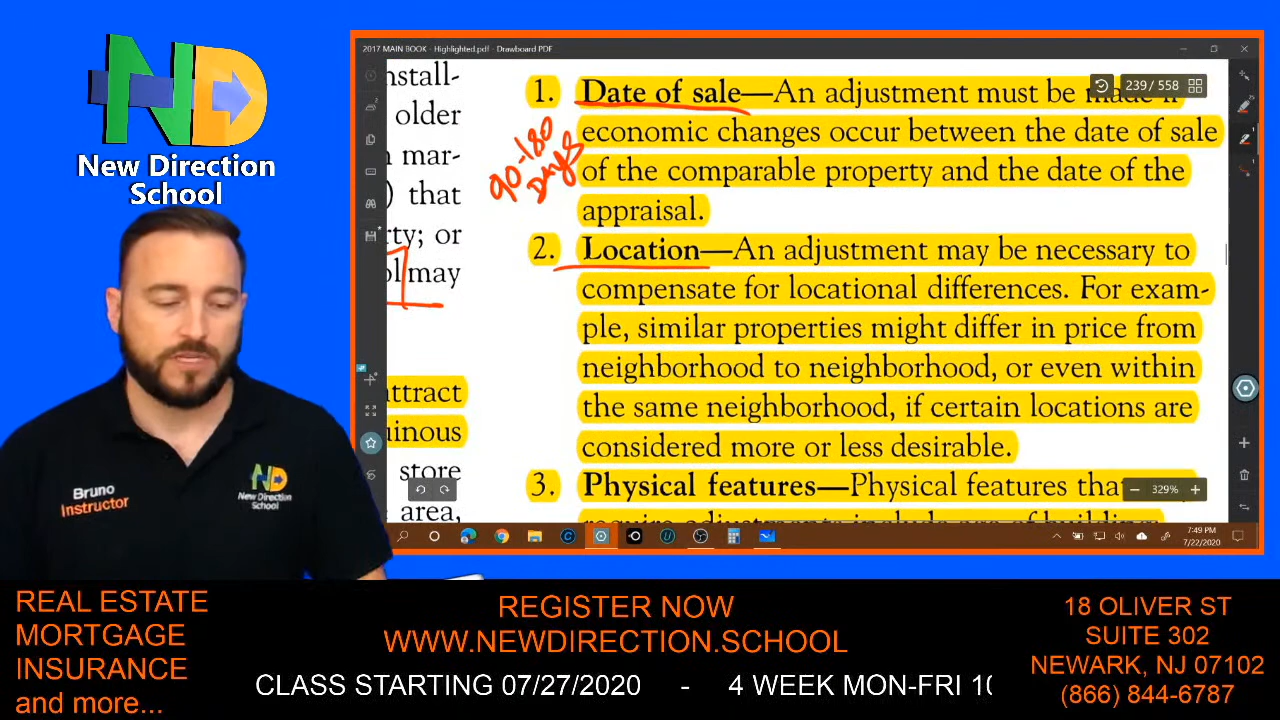 ND
New Direction
School
Bruno
Instructor
ND
New Direction
School
2017 MAIN BOOK - Highlighted.pdf - Drawboard PDF
239 / 558
nstall-
older
mar-
) that
ty; or
ol may
ttract
uinous
store
area,
1. Date of sale—An adjustment must be made if
economic changes occur between the date of sale
of the comparable property and the date of the
appraisal.
90-180
Days
2. Location—An adjustment may be necessary to
compensate for locational differences. For exam-
ple, similar properties might differ in price from
neighborhood to neighborhood, or even within
the same neighborhood, if certain locations are
considered more or less desirable.
3. Physical features—Physical features that
329%
7:49 PM
7/22/2020
REAL ESTATE
MORTGAGE
INSURANCE
and more...
REGISTER NOW
WWW.NEWDIRECTION.SCHOOL
CLASS STARTING 07/27/2020 - 4 WEEK MON-FRI 10
18 OLIVER ST
SUITE 302
NEWARK, NJ 07102
(866) 844-6787